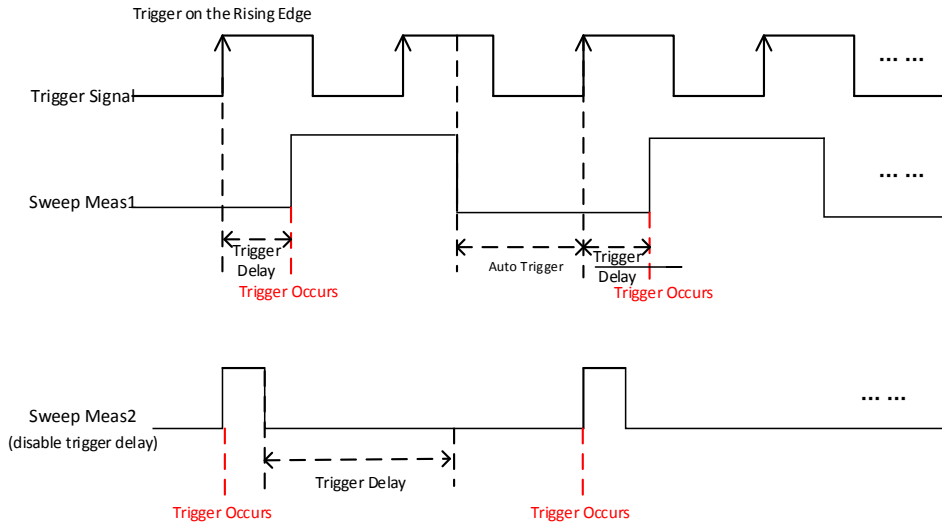 Trigger on the Rising Edge
... ...
Trigger Signal
... ...
Sweep Meas1
Trigger
Delay
Auto Trigger
Trigger
Delay
Trigger Occurs
Trigger Occurs
... ...
Sweep Meas2
(disable trigger delay)
Trigger Delay
Trigger Occurs
Trigger Occurs